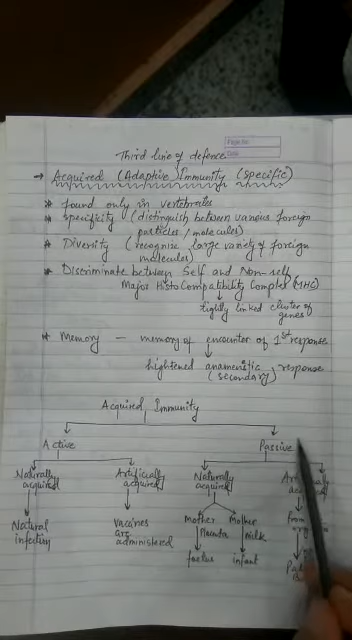 Page No.
Date
Third line of defence
→ Acquired (Adaptive) Immunity (Specific)
* found only in vertebrates
* Specificity (distinguish between various foreign
particles/molecules)
* Diversity (recognise large variety of foreign
molecules)
* Discriminate between Self and Non-self
Major HistoCompatibility Complex (MHC)
tightly linked cluster of
genes
* Memory — memory of encounter of 1st response
hightened anamenistic response
(secondary)
Acquired Immunity
Active Passive
Naturally acquired Artificially acquired Naturally acquired
Natural infection Vaccines are administered Mother Placenta Mother Milk from
foetus infant